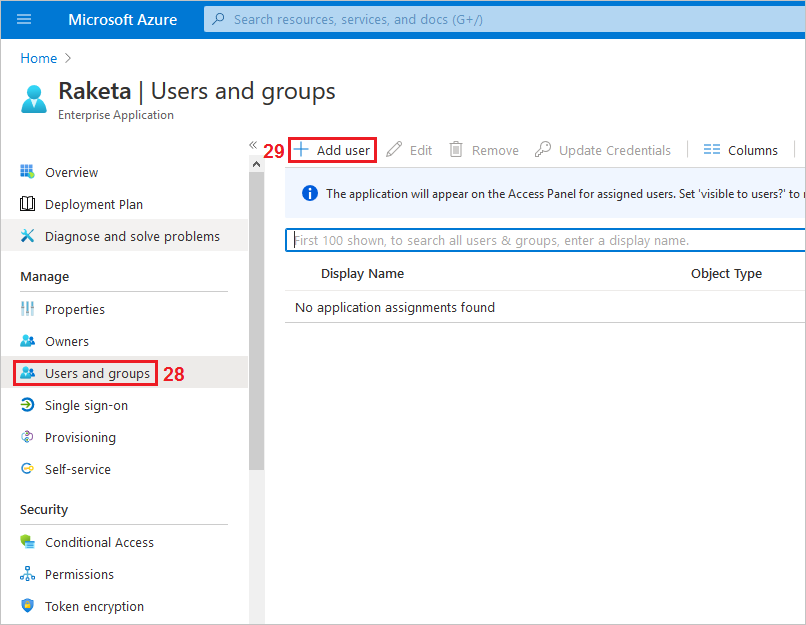 Microsoft Azure
Search resources, services, and docs (G+/)
Home
Raketa | Users and groups
Enterprise Application
«
29
Add user
Edit
Remove
Update Credentials
Columns
Overview
Deployment Plan
Diagnose and solve problems
Manage
Properties
Owners
Users and groups
28
Single sign-on
Provisioning
Self-service
Security
Conditional Access
Permissions
Token encryption
The application will appear on the Access Panel for assigned users. Set 'visible to users?' to
First 100 shown, to search all users & groups, enter a display name.
Display Name
Object Type
No application assignments found